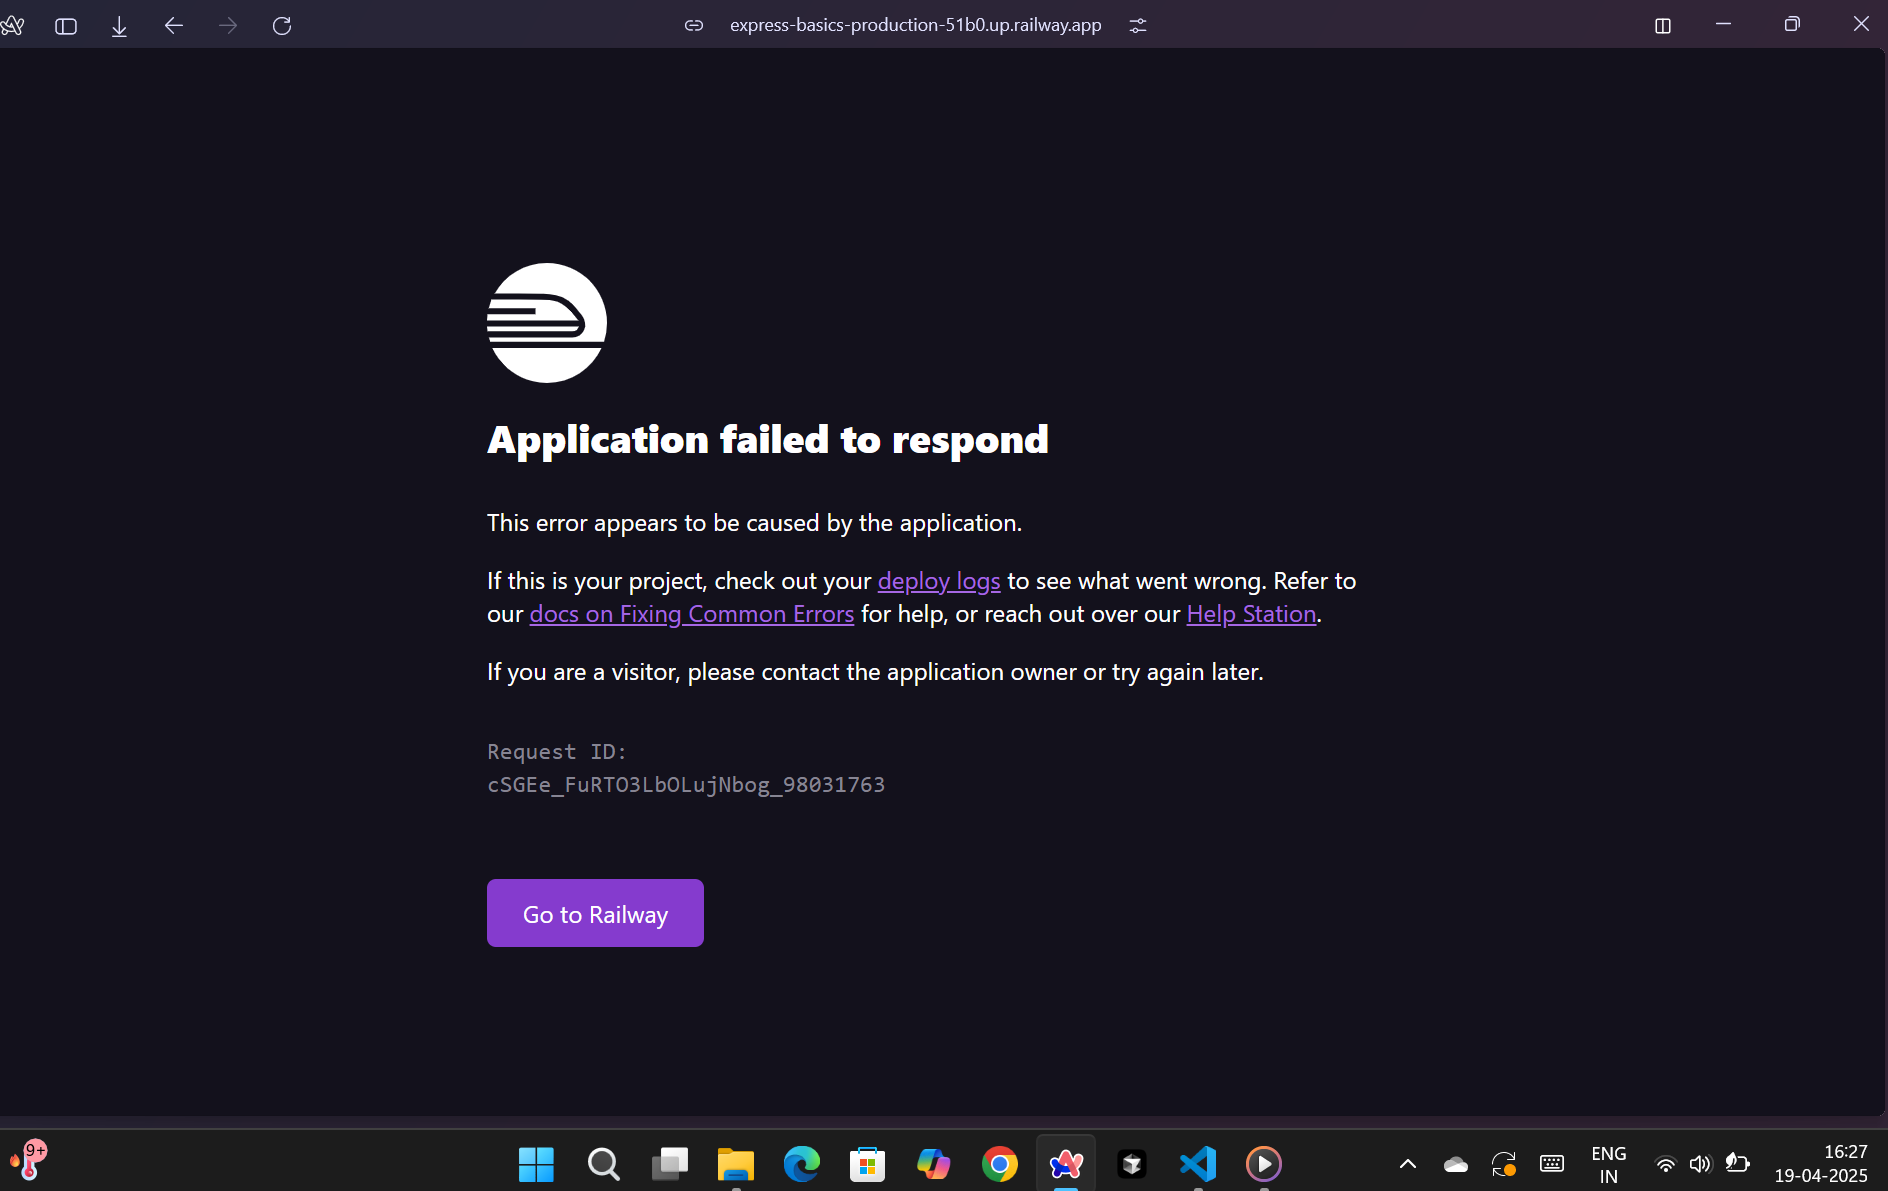 express-basics-production-51b0.up.railway.app
Application failed to respond
This error appears to be caused by the application.
If this is your project, check out your deploy logs to see what went wrong. Refer to
our docs on Fixing Common Errors for help, or reach out over our Help Station.
If you are a visitor, please contact the application owner or try again later.
Request ID:
cSGEe_FuRTO3LbOLujNbog_98031763
Go to Railway
9+
ENG
IN
16:27
19-04-2025